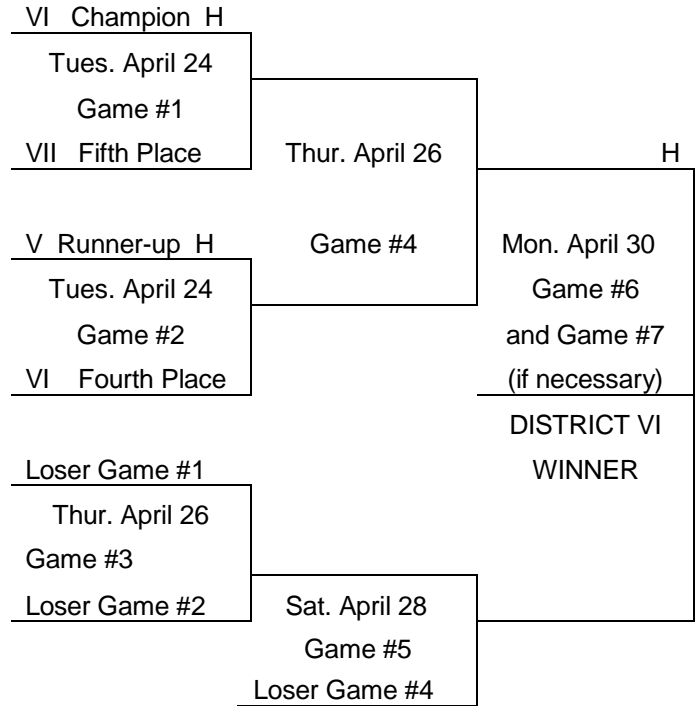 VI Champion H
Tues. April 24
Game #1
VII Fifth Place
Thur. April 26
H
V Runner-up H
Game #4
Mon. April 30
Tues. April 24
Game #6
Game #2
and Game #7
VI Fourth Place
(if necessary)
DISTRICT VI
Loser Game #1
WINNER
Thur. April 26
Game #3
Loser Game #2
Sat. April 28
Game #5
Loser Game #4